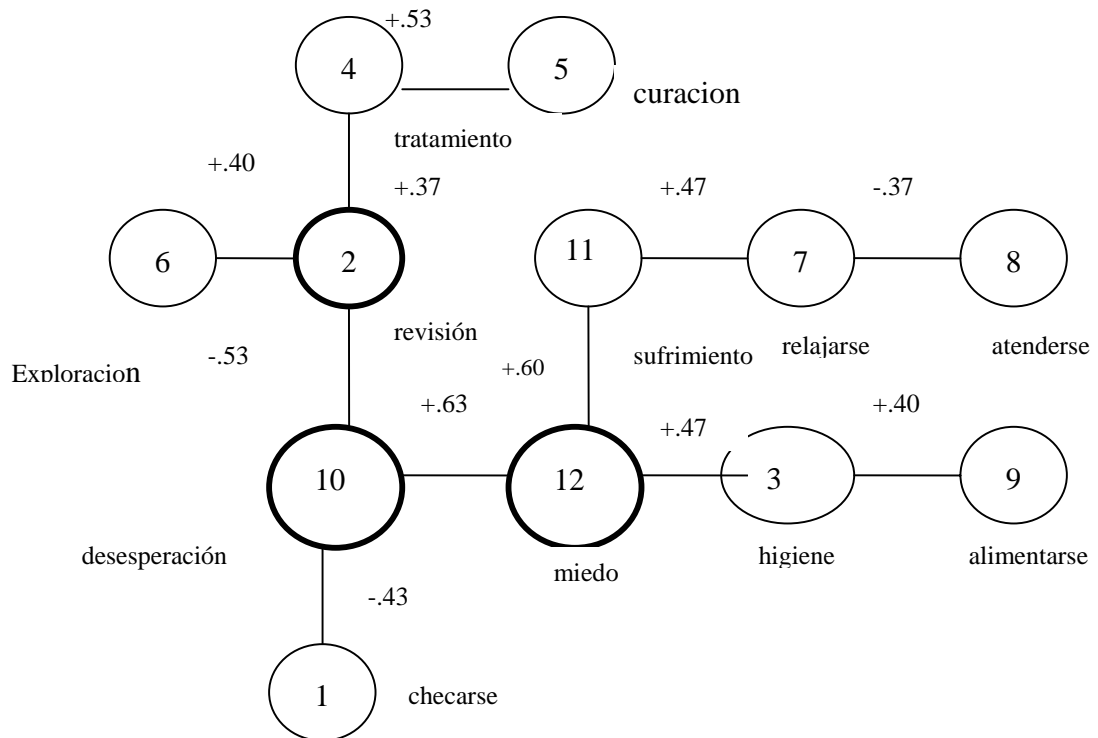 +.53
4
5
curacion
tratamiento
+.40
+.37
+.47
-.37
6
2
11
7
8
revisión
sufrimiento
relajarse
atenderse
Exploracion
-.53
+.60
+.63
+.47
+.40
10
12
3
9
desesperación
miedo
higiene
alimentarse
-.43
1
checarse